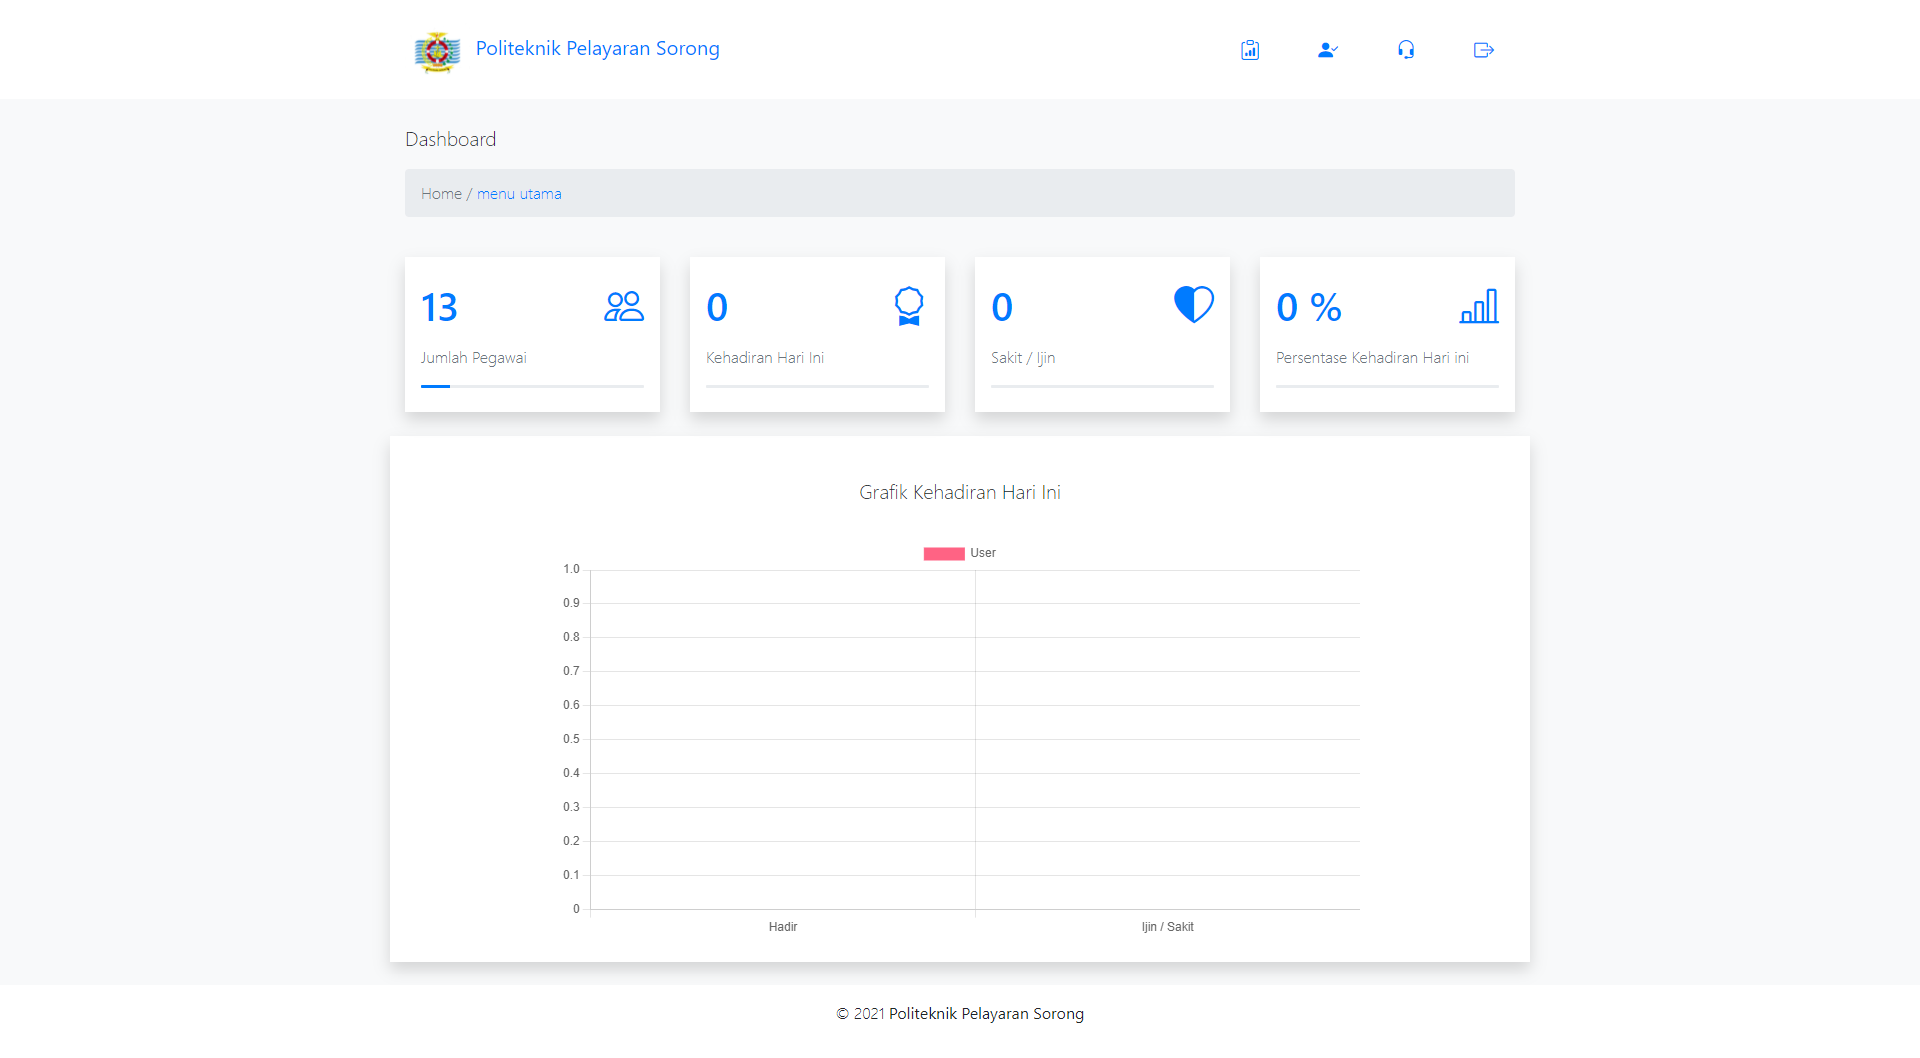 Politeknik Pelayaran Sorong
Dashboard
Home / menu utama
13
Jumlah Pegawai
0
Kehadiran Hari Ini
0
Sakit / Ijin
0 %
Persentase Kehadiran Hari ini
Grafik Kehadiran Hari Ini
User
1.0
0.9
0.8
0.7
0.6
0.5
0.4
0.3
0.2
0.1
0
Hadir
Ijin / Sakit
© 2021 Politeknik Pelayaran Sorong